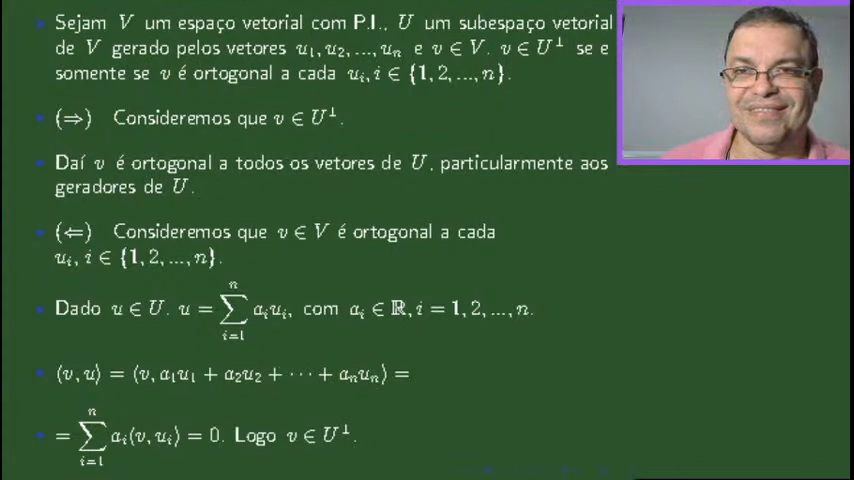 Sejam V um espaço vetorial com P.I., U um subespaço vetorial
de V gerado pelos vetores u₁, u₂, ..., uₙ e v ∈ V. v ∈ U⊥ se e
somente se v é ortogonal a cada uᵢ, i ∈ {1, 2, ..., n}.
(⇒) Consideremos que v ∈ U⊥.
Daí v é ortogonal a todos os vetores de U, particularmente aos
geradores de U.
(⇐) Consideremos que v ∈ V é ortogonal a cada
uᵢ, i ∈ {1, 2, ..., n}.
Dado u ∈ U. u = ∑ᵢ₌₁ⁿ aᵢuᵢ, com aᵢ ∈ ℝ, i = 1, 2, ..., n.
⟨v, u⟩ = ⟨v, a₁u₁ + a₂u₂ + ⋯ + aₙuₙ⟩ =
= ∑ᵢ₌₁ⁿ aᵢ⟨v, uᵢ⟩ = 0. Logo v ∈ U⊥.